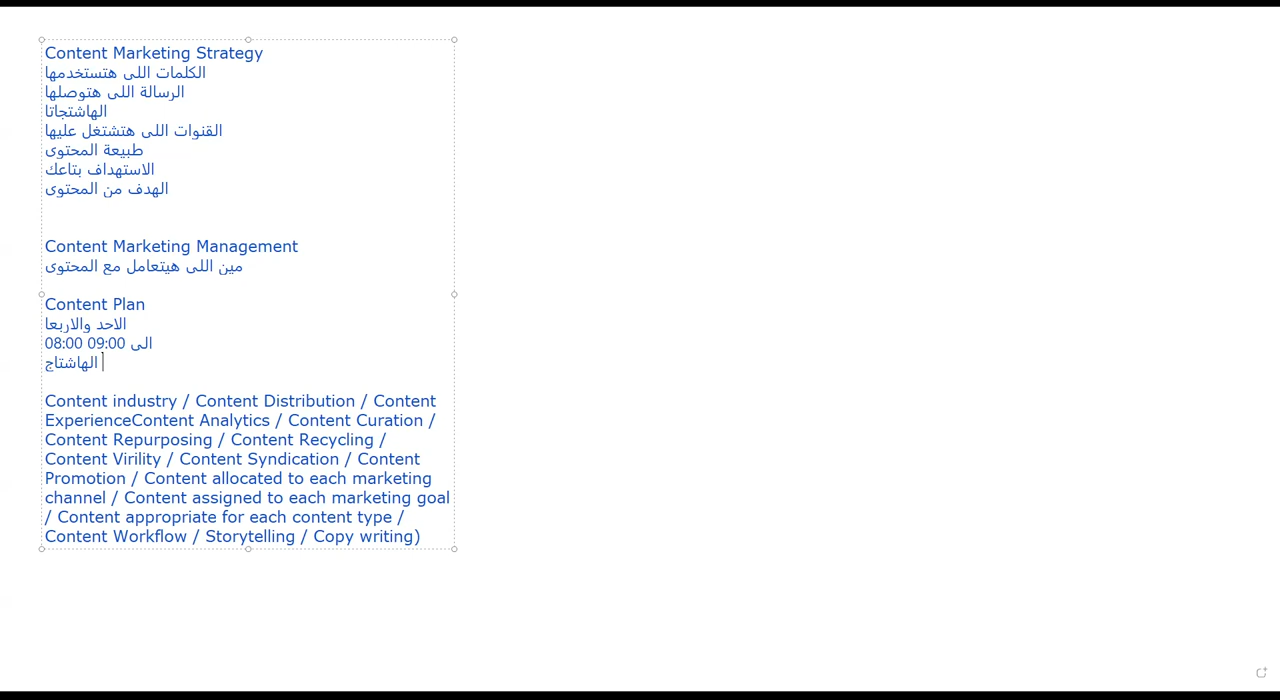 Content Marketing Strategy
الكلمات اللى هتستخدمها
الرسالة اللى هتوصلها
الهاشتجاتا
القنوات اللى هتشتغل عليها
طبيعة المحتوى
الاستهداف بتاعك
الهدف من المحتوى
Content Marketing Management
مين اللى هيتعامل مع المحتوى
Content Plan
الاحد والاربعا
08:00 الى 09:00
الهاشتاج
Content industry / Content Distribution / Content
ExperienceContent Analytics / Content Curation /
Content Repurposing / Content Recycling /
Content Virility / Content Syndication / Content
Promotion / Content allocated to each marketing
channel / Content assigned to each marketing goal
/ Content appropriate for each content type /
Content Workflow / Storytelling / Copy writing)